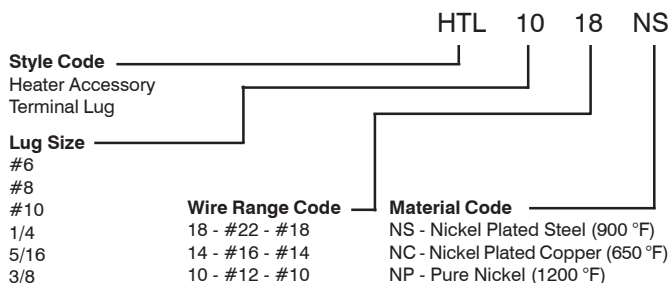 HTL 10 18 NS
Style Code
Heater Accessory
Terminal Lug
Lug Size
#6
#8
#10
1/4
5/16
3/8
Wire Range Code
18 - #22 - #18
14 - #16 - #14
10 - #12 - #10
Material Code
NS - Nickel Plated Steel (900 °F)
NC - Nickel Plated Copper (650 °F)
NP - Pure Nickel (1200 °F)